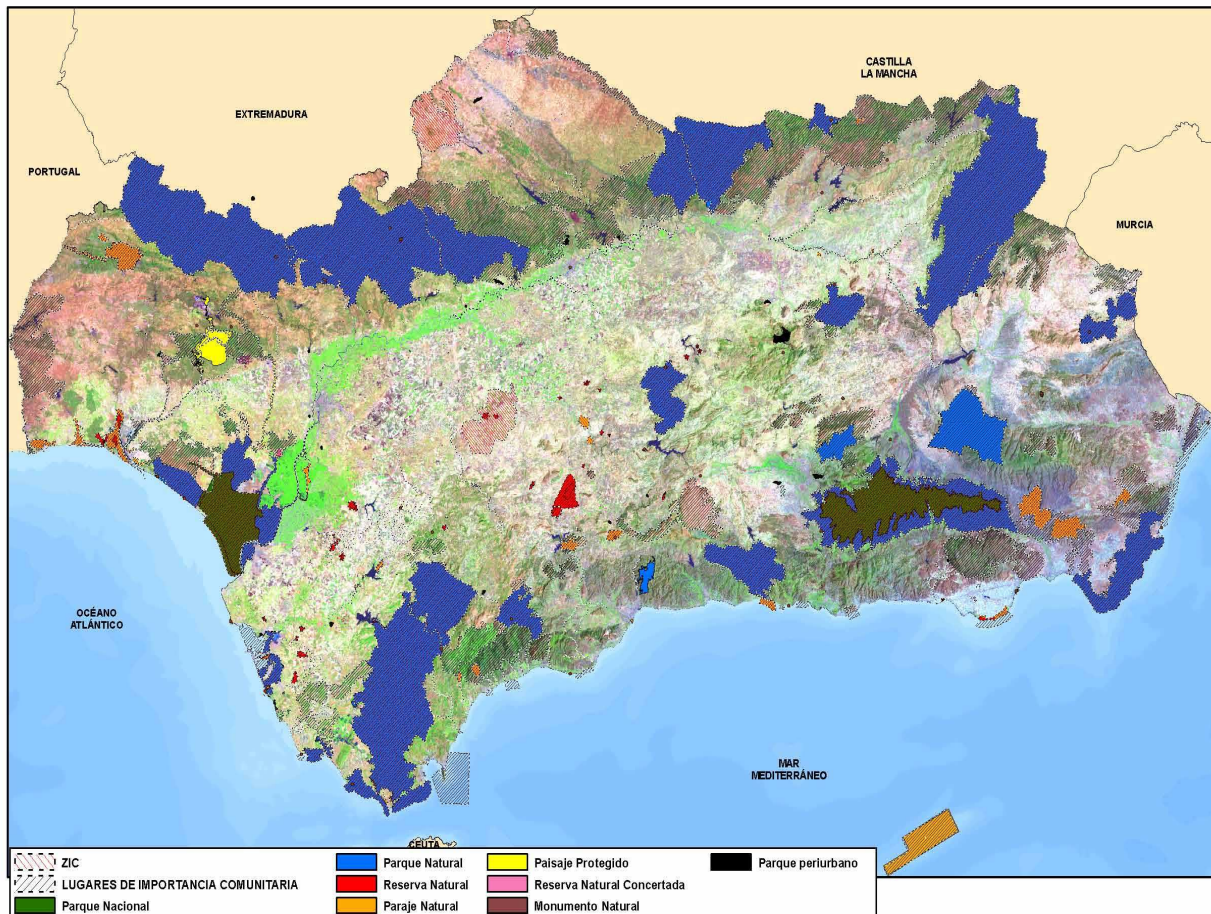 CASTILLA
LA MANCHA
EXTREMADURA
PORTUGAL
MURCIA
OCÉANO
ATLÁNTICO
MAR
MEDITERRÁNEO
CEUTA
ZIC
LUGARES DE IMPORTANCIA COMUNITARIA
Parque Nacional
Parque Natural
Reserva Natural
Paraje Natural
Paisaje Protegido
Reserva Natural Concertada
Monumento Natural
Parque periurbano